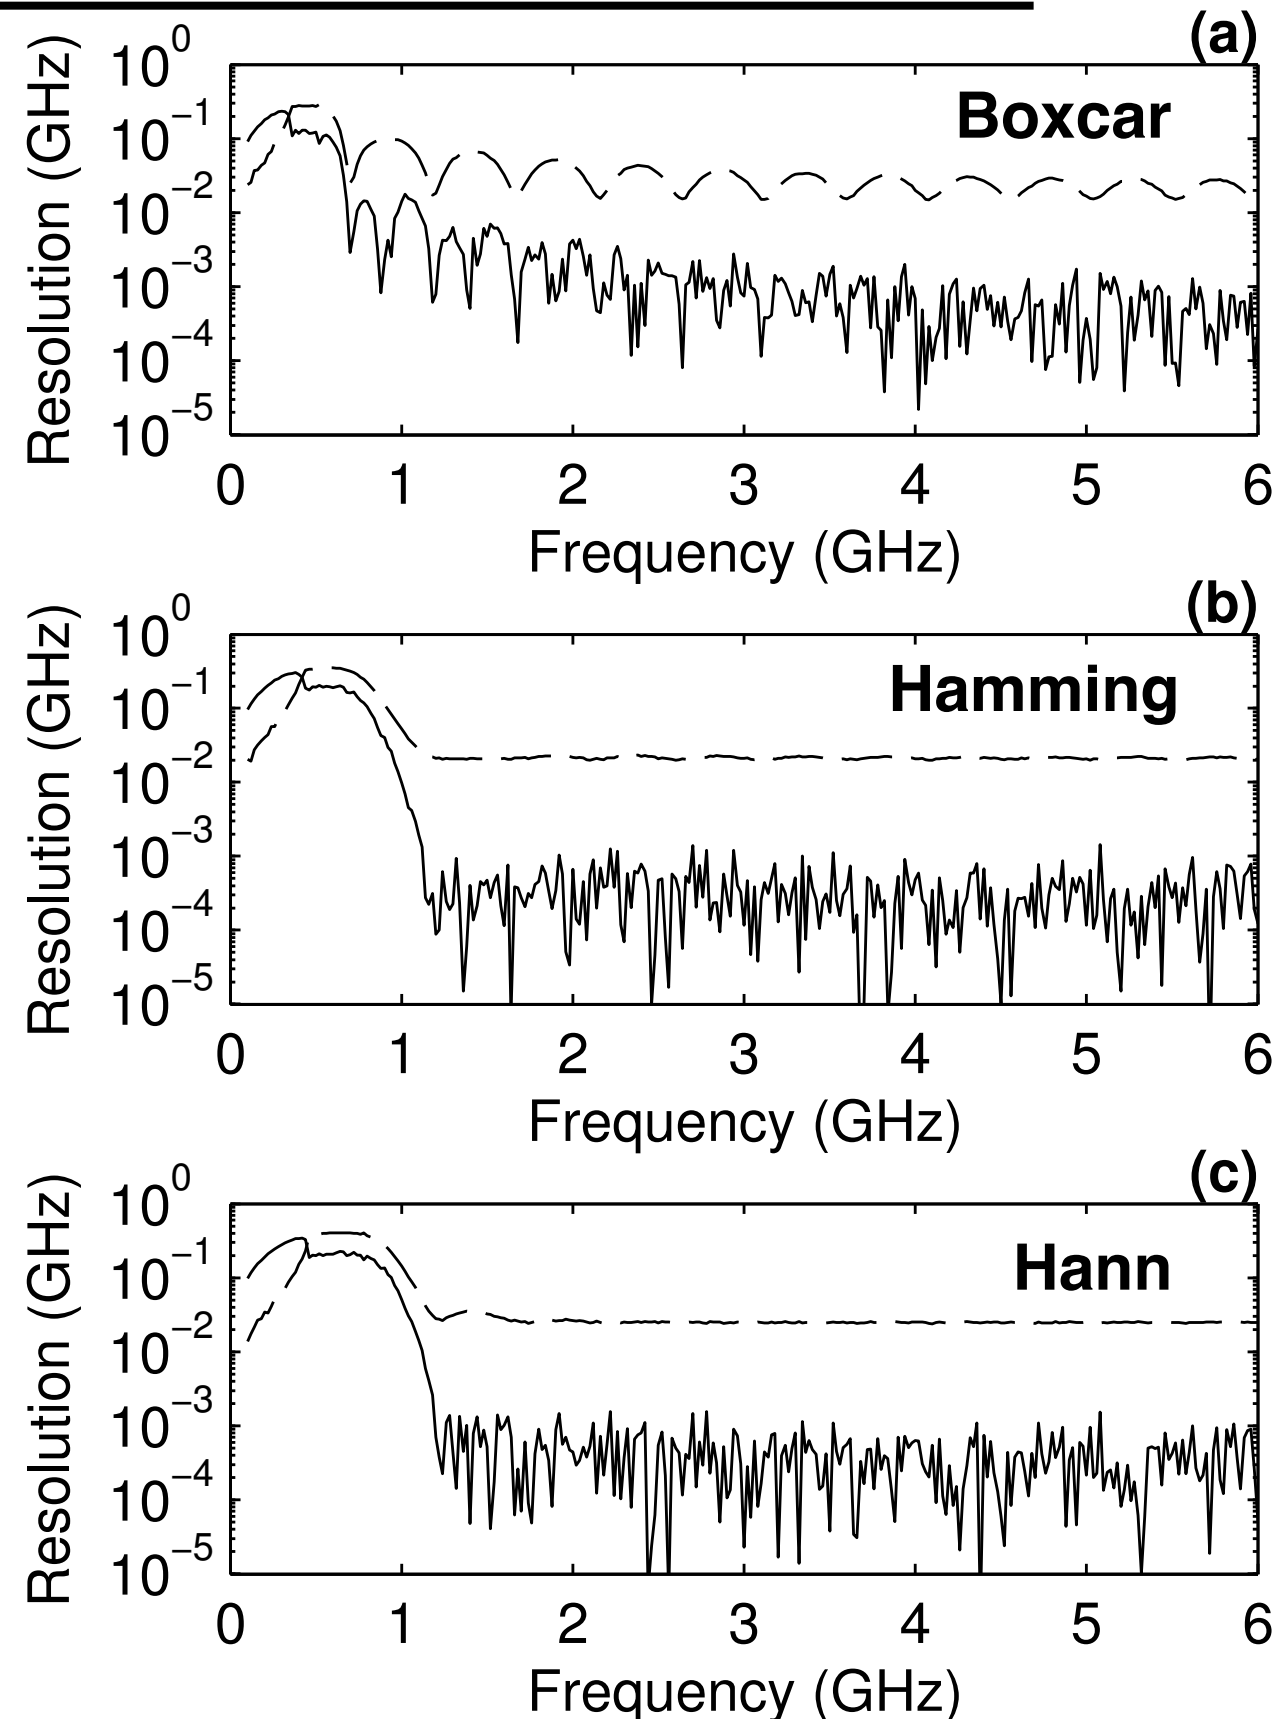 (a)
Boxcar
Resolution (GHz)
10^0
10^−1
10^−2
10^−3
10^−4
10^−5
0 1 2 3 4 5 6
Frequency (GHz)
(b)
Hamming
Resolution (GHz)
10^0
10^−1
10^−2
10^−3
10^−4
10^−5
0 1 2 3 4 5 6
Frequency (GHz)
(c)
Hann
Resolution (GHz)
10^0
10^−1
10^−2
10^−3
10^−4
10^−5
0 1 2 3 4 5 6
Frequency (GHz)